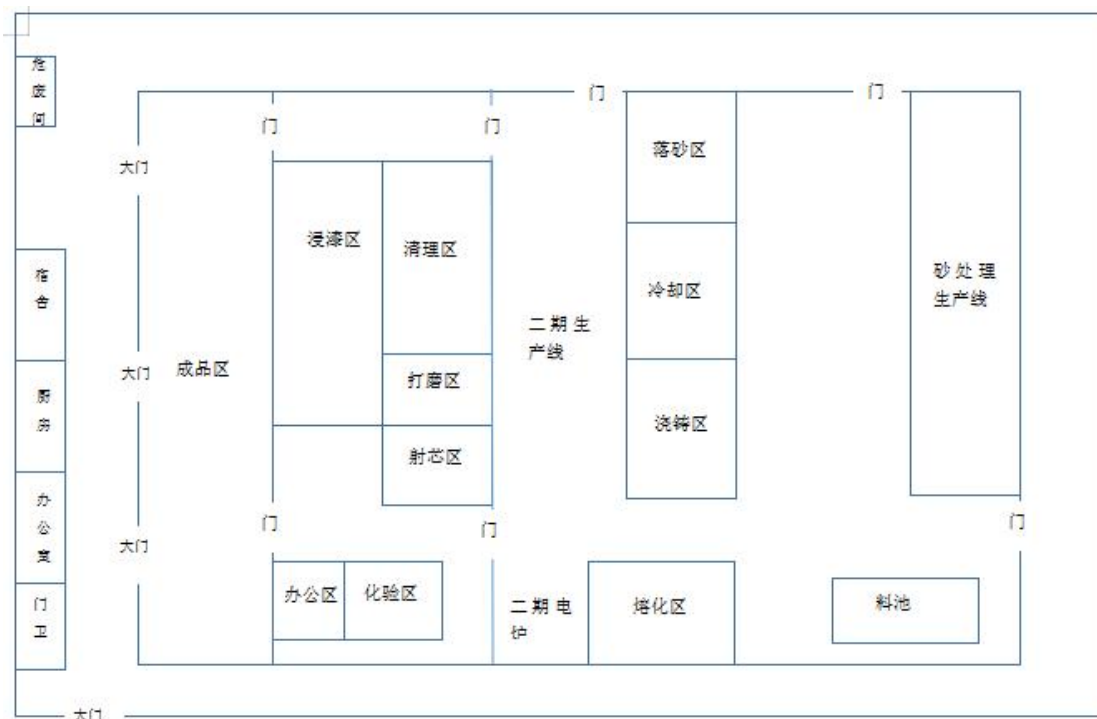 危
废
间
门
门
门
门
大门
落砂区
浸漆区
清理区
砂处理
生产线
宿
舍
冷却区
二期生
产线
大门
成品区
打磨区
厨
房
浇铸区
射芯区
办
公
室
门
门
门
大门
办公区
化验区
二期电
炉
熔化区
料池
门
卫
大门